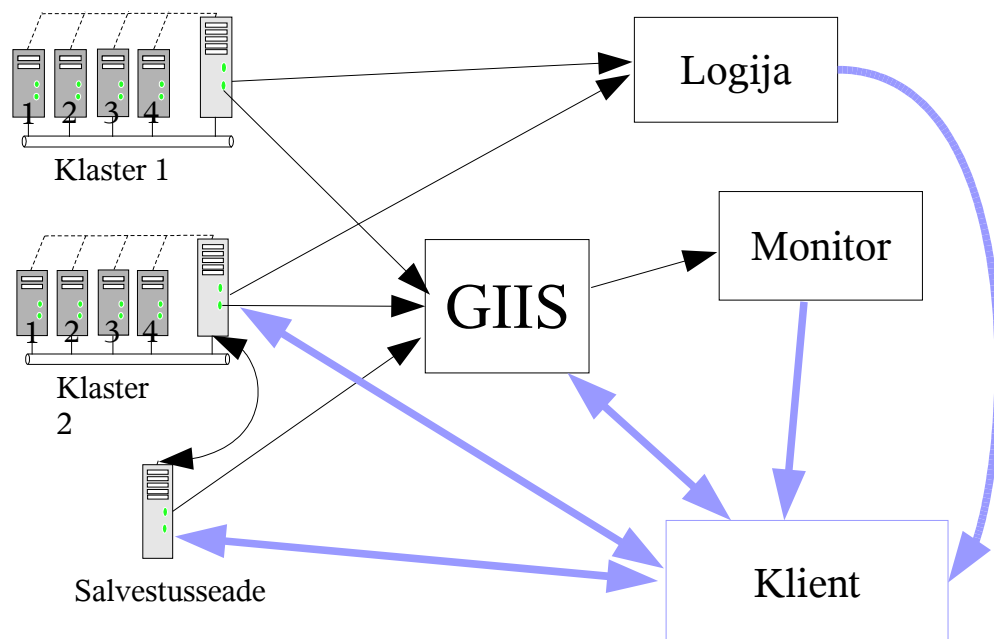 Logija
1 2 3 4
Klaster 1
Monitor
GIIS
1 2 3 4
Klaster
2
Salvestusseade
Klient